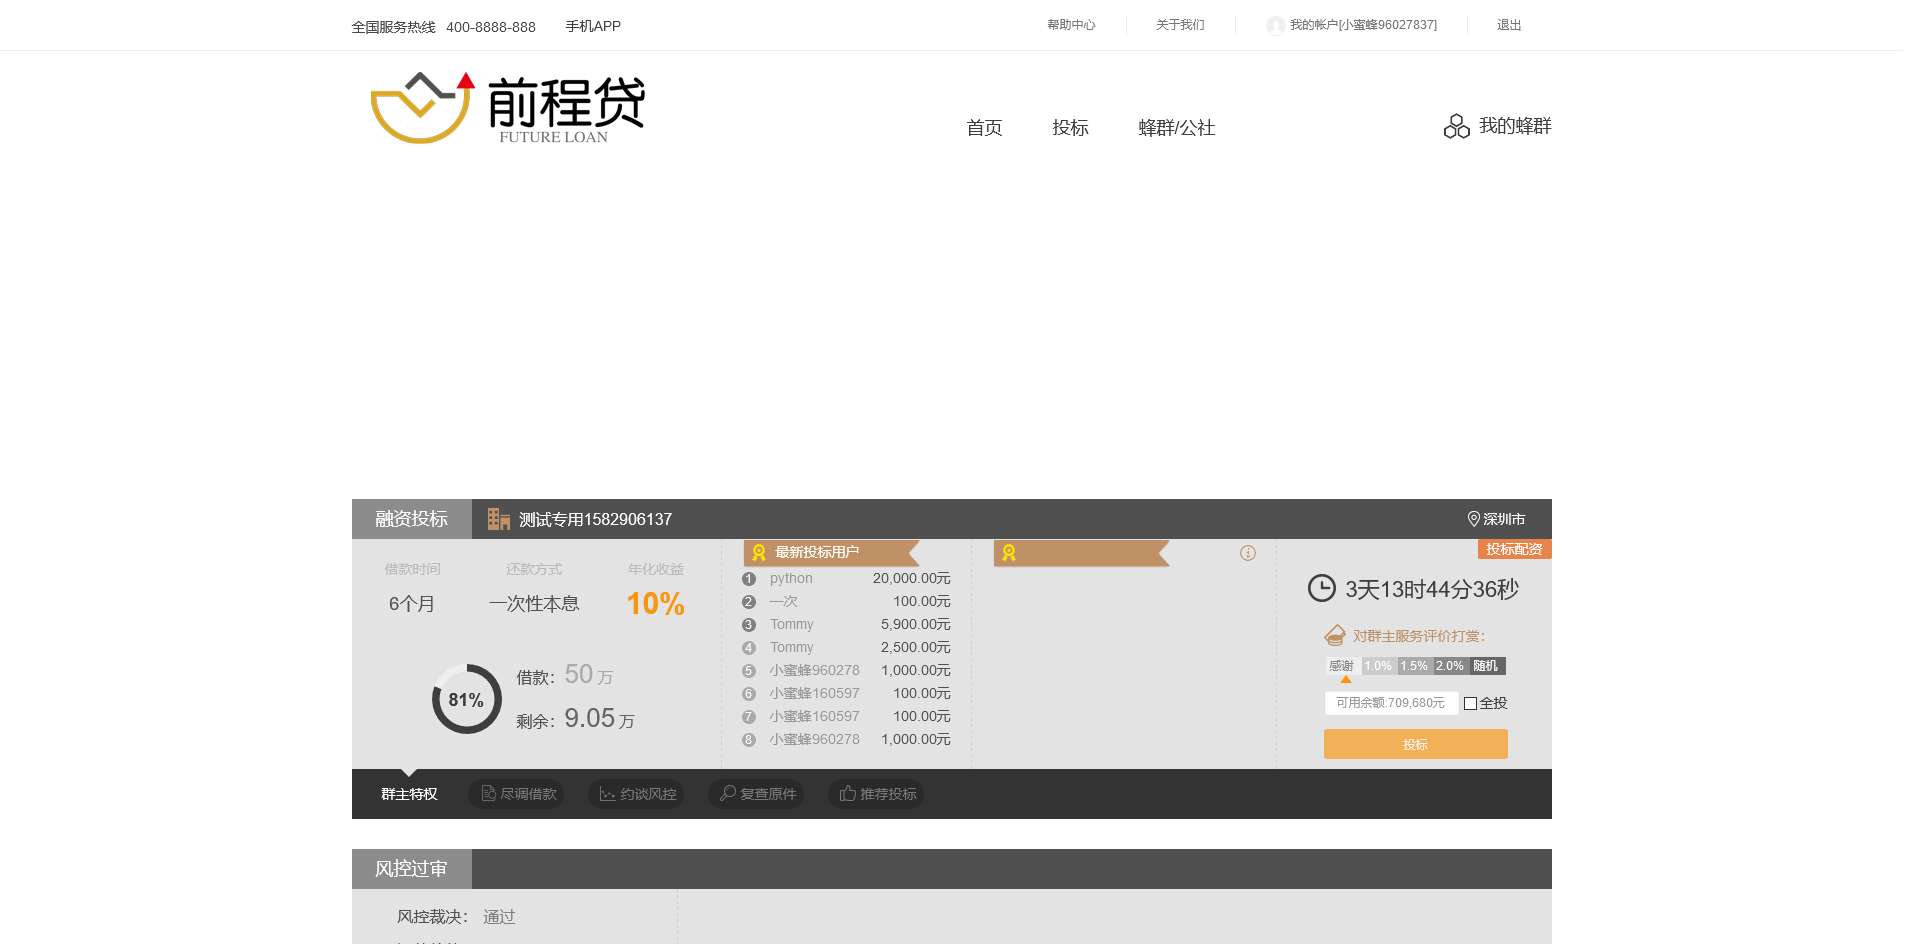 全国服务热线 400-8888-888 手机APP 帮助中心 关于我们 我的帐户[小蜜蜂96027837] 退出
前程贷
FUTURE LOAN
首页 投标 蜂群/公社 我的蜂群
融资投标 测试专用1582906137 深圳市
借款时间 还款方式 年化收益
6个月 一次性本息 10%
81%
借款：50万
剩余：9.05万
最新投标用户
1 python 20,000.00元
2 一次 100.00元
3 Tommy 5,900.00元
4 Tommy 2,500.00元
5 小蜜蜂960278 1,000.00元
6 小蜜蜂160597 100.00元
7 小蜜蜂160597 100.00元
8 小蜜蜂960278 1,000.00元
投标配资
3天13时44分36秒
对群主服务评价打赏：
感谢 1.0% 1.5% 2.0% 随机
可用余额:709,680元 全投
投标
群主特权 尽调借款 约谈风控 复查原件 推荐投标
风控过审
风控裁决： 通过